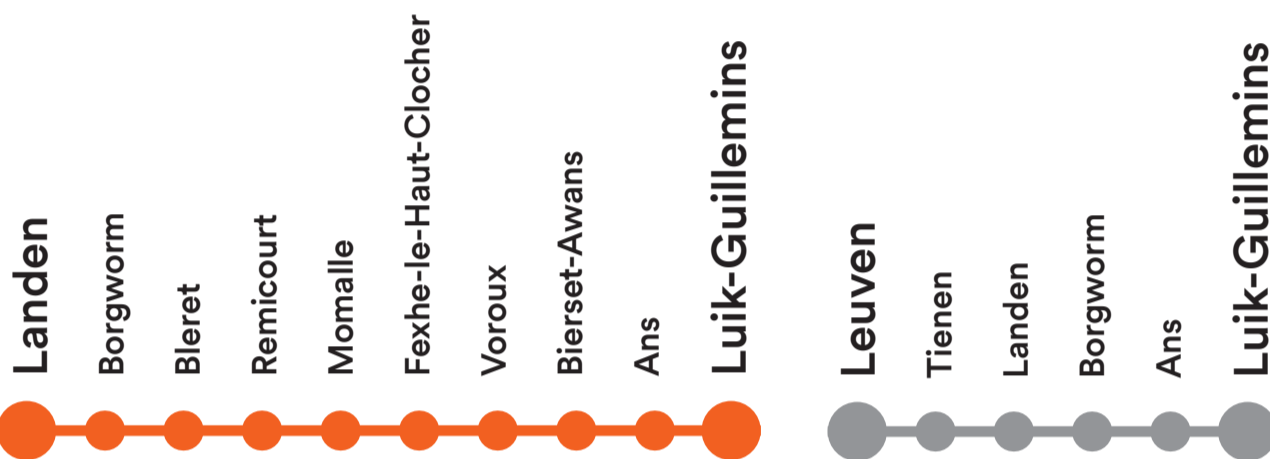 Landen
Borgworm
Bleret
Remicourt
Momalle
Fexhe-le-Haut-Clocher
Voroux
Bierset-Awans
Ans
Luik-Guillemins
Leuven
Tienen
Landen
Borgworm
Ans
Luik-Guillemins